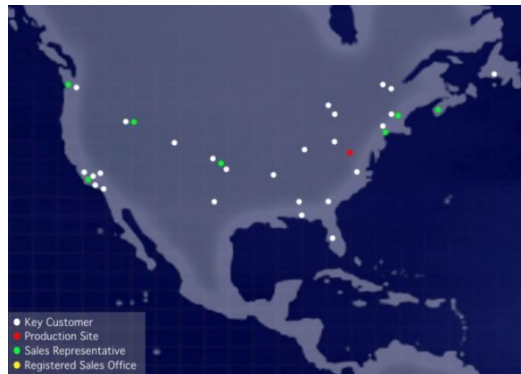 Key Customer
Production Site
Sales Representative
Registered Sales Office